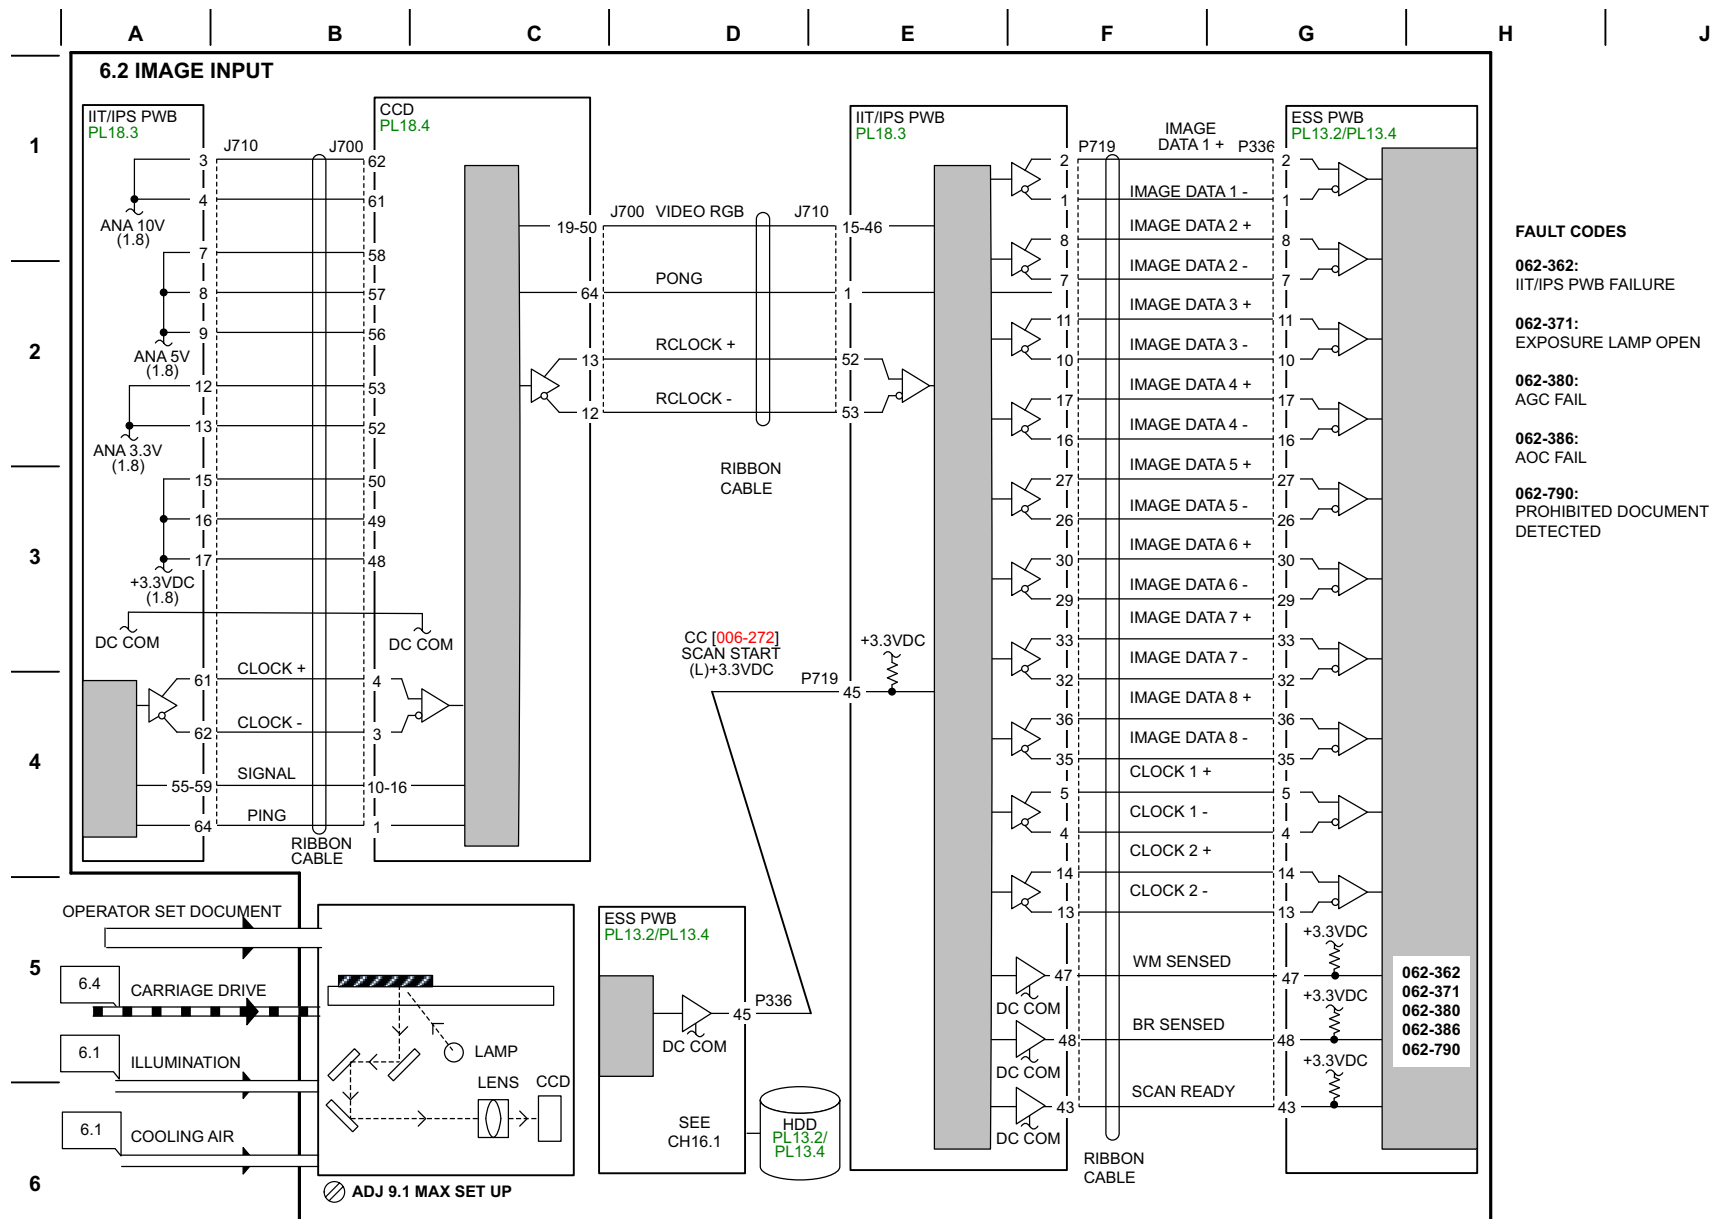 A B C D E F G H J
1
2
3
4
5
6
6.2 IMAGE INPUT
IIT/IPS PWB
PL18.3
J710
J700
3
4
ANA 10V
(1.8)
7
8
9
ANA 5V
(1.8)
12
13
ANA 3.3V
(1.8)
15
16
17
+3.3VDC
(1.8)
DC COM
DC COM
61
CLOCK +
4
62
CLOCK -
3
55-59
SIGNAL
10-16
64
PING
1
RIBBON
CABLE
62
61
58
57
56
53
52
50
49
48
CCD
PL18.4
19-50
J700
VIDEO RGB
J710
15-46
64
PONG
1
13
RCLOCK +
52
12
RCLOCK -
53
RIBBON
CABLE
CC [006-272]
SCAN START
(L)+3.3VDC
P719
45
+3.3VDC
IIT/IPS PWB
PL18.3
P719
IMAGE
DATA 1 +
P336
ESS PWB
PL13.2/PL13.4
2
2
1
IMAGE DATA 1 -
1
8
IMAGE DATA 2 +
8
7
IMAGE DATA 2 -
7
11
IMAGE DATA 3 +
11
10
IMAGE DATA 3 -
10
17
IMAGE DATA 4 +
17
16
IMAGE DATA 4 -
16
27
IMAGE DATA 5 +
27
26
IMAGE DATA 5 -
26
30
IMAGE DATA 6 +
30
29
IMAGE DATA 6 -
29
33
IMAGE DATA 7 +
33
32
IMAGE DATA 7 -
32
36
IMAGE DATA 8 +
36
35
IMAGE DATA 8 -
35
5
CLOCK 1 +
5
4
CLOCK 1 -
4
14
CLOCK 2 +
14
13
CLOCK 2 -
13
+3.3VDC
47
WM SENSED
47
DC COM
+3.3VDC
48
BR SENSED
48
DC COM
+3.3VDC
43
SCAN READY
43
DC COM
RIBBON
CABLE
062-362
062-371
062-380
062-386
062-790
FAULT CODES
062-362:
IIT/IPS PWB FAILURE
062-371:
EXPOSURE LAMP OPEN
062-380:
AGC FAIL
062-386:
AOC FAIL
062-790:
PROHIBITED DOCUMENT
DETECTED
OPERATOR SET DOCUMENT
6.4
CARRIAGE DRIVE
6.1
ILLUMINATION
6.1
COOLING AIR
LAMP
LENS
CCD
ADJ 9.1 MAX SET UP
ESS PWB
PL13.2/PL13.4
P336
45
DC COM
SEE
CH16.1
HDD
PL13.2/
PL13.4